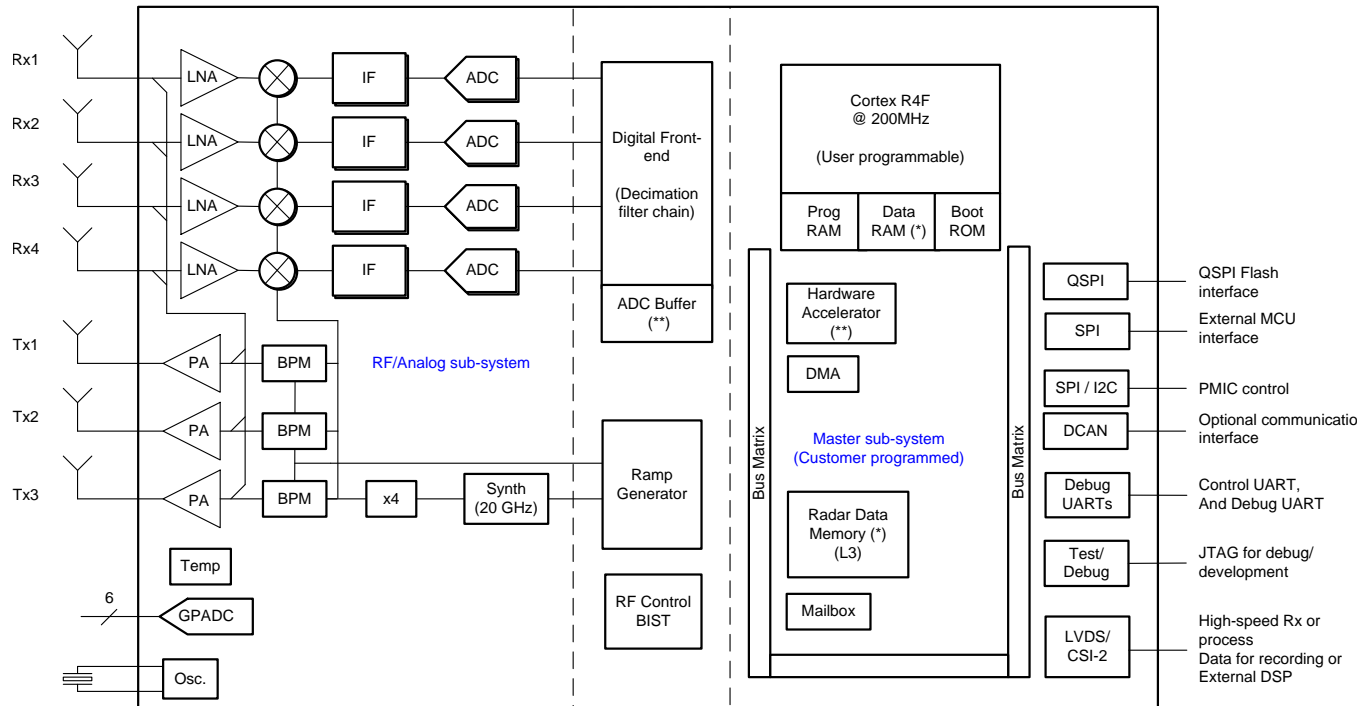 Rx1
LNA
IF
ADC
Rx2
LNA
IF
ADC
Rx3
LNA
IF
ADC
Rx4
LNA
IF
ADC
Tx1
PA
BPM
Tx2
PA
BPM
Tx3
PA
BPM
x4
Synth
(20 GHz)
RF/Analog sub-system
Temp
6
GPADC
Osc.
Digital Front-
end
(Decimation
filter chain)
ADC Buffer
(**)
Ramp
Generator
RF Control
BIST
Cortex R4F
@ 200MHz
(User programmable)
Prog
RAM
Data
RAM (*)
Boot
ROM
Bus Matrix
Hardware
Accelerator
(**)
DMA
Master sub-system
(Customer programmed)
Radar Data
Memory (*)
(L3)
Mailbox
Bus Matrix
QSPI
QSPI Flash
interface
SPI
External MCU
interface
SPI / I2C
PMIC control
DCAN
Optional communicatio
interface
Debug
UARTs
Control UART,
And Debug UART
Test/
Debug
JTAG for debug/
development
LVDS/
CSI-2
High-speed Rx or
process
Data for recording or
External DSP